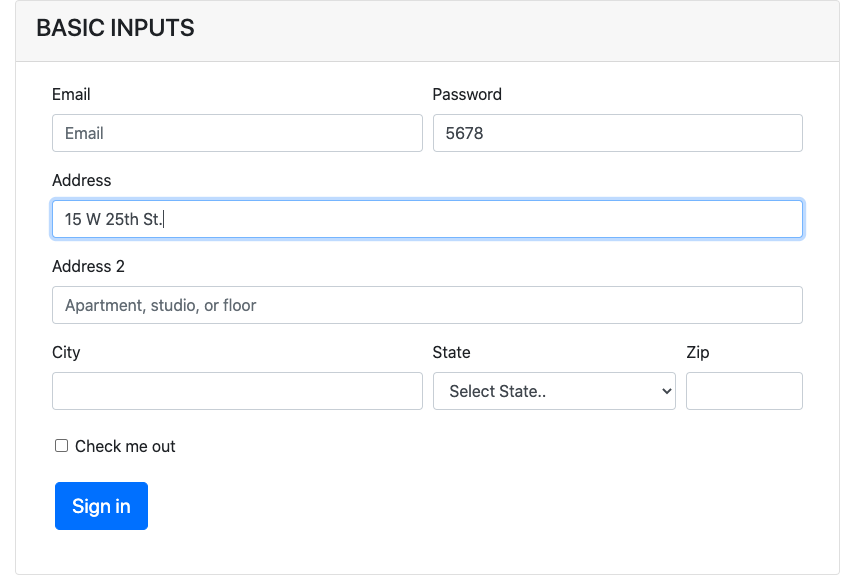 BASIC INPUTS
Email Password
Email 5678
Address
15 W 25th St.
Address 2
Apartment, studio, or floor
City State Zip
Select State..
Check me out
Sign in